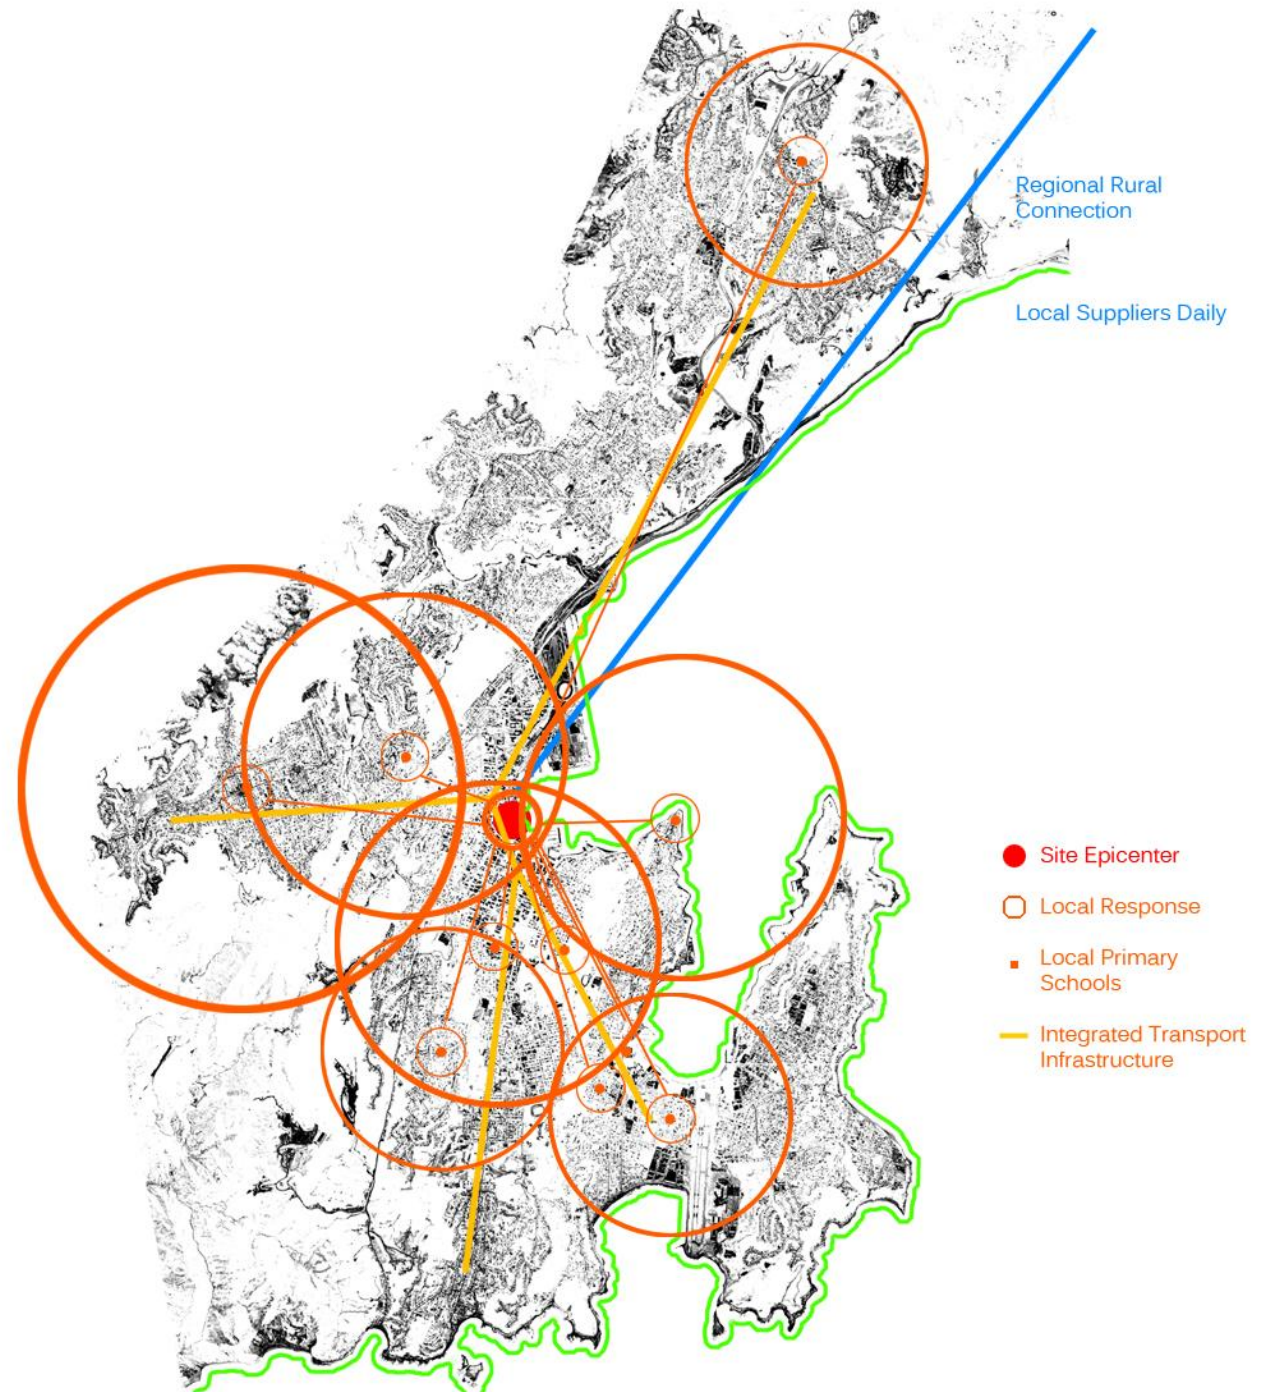 Regional Rural
Connection
Local Suppliers Daily
Site Epicenter
Local Response
Local Primary
Schools
Integrated Transport
Infrastructure